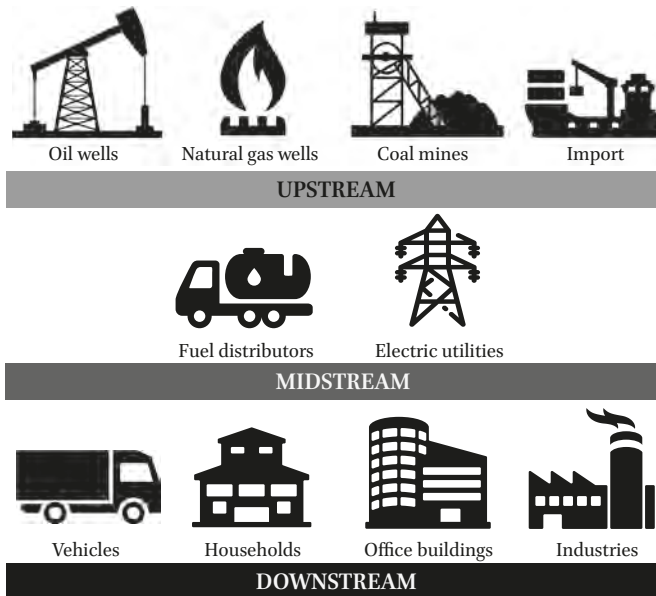 Oil wells Natural gas wells Coal mines Import
UPSTREAM
Fuel distributors Electric utilities
MIDSTREAM
Vehicles Households Office buildings Industries
DOWNSTREAM